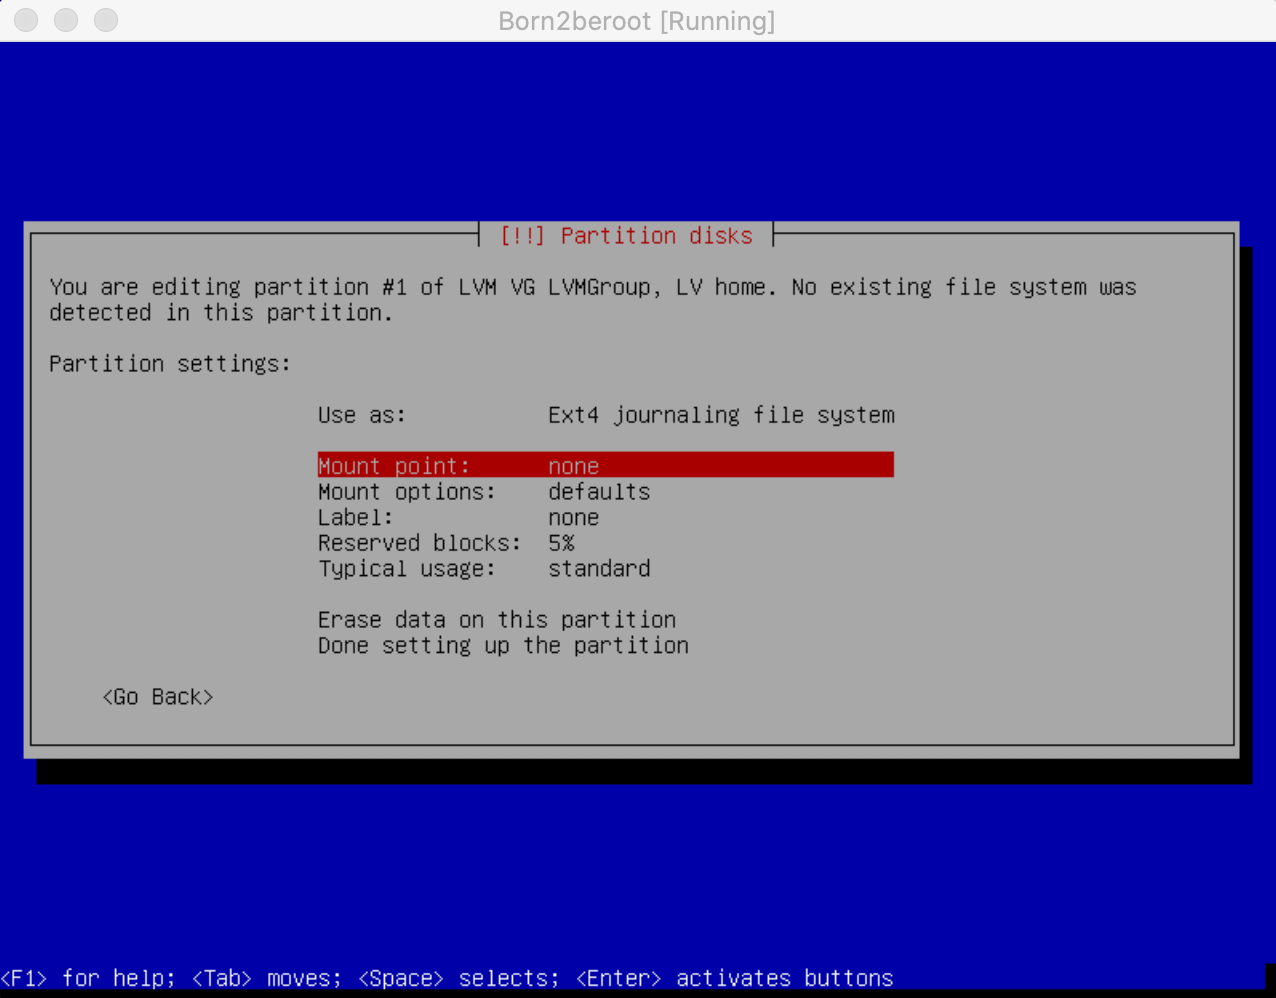 Born2beroot [Running]
[!!] Partition disks
You are editing partition #1 of LVM VG LVMGroup, LV home. No existing file system was
detected in this partition.
Partition settings:
Use as: Ext4 journaling file system
Mount point: none
Mount options: defaults
Label: none
Reserved blocks: 5%
Typical usage: standard
Erase data on this partition
Done setting up the partition
<Go Back>
<F1> for help; <Tab> moves; <Space> selects; <Enter> activates buttons